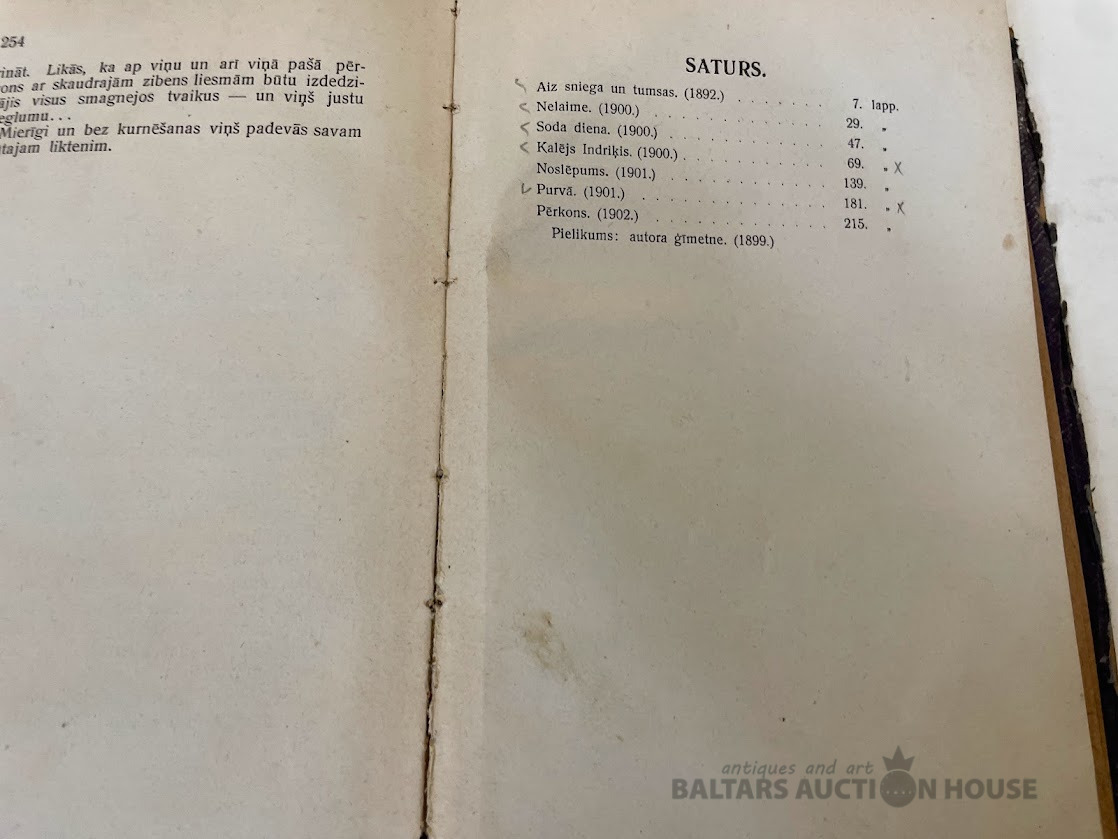 254
ināt. Likās, ka ap viņu un arī viņā pašā pēr-
ons ar skaudrajām zibens liesmām būtu izdedzi-
ājis visus smagnejos tvaikus — un viņš justu
eglumu...
Mierīgi un bez kurnēšanas viņš padevās savam
tajam liktenim.
SATURS.
Aiz sniega un tumsas. (1892.) . . . . . . . 7. lapp.
Nelaime. (1900.) . . . . . . . . . . . . 29. „
Soda diena. (1900.) . . . . . . . . . . . 47. „
Kalējs Indriķis. (1900.) . . . . . . . . . . 69. „ X
Noslēpums. (1901.) . . . . . . . . . . . 139. „
Purvā. (1901.) . . . . . . . . . . . . . 181. „ X
Pērkons. (1902.) . . . . . . . . . . . . 215. „
Pielikums: autora ģīmetne. (1899.)
antiques and art
BALTARS AUCTION HOUSE